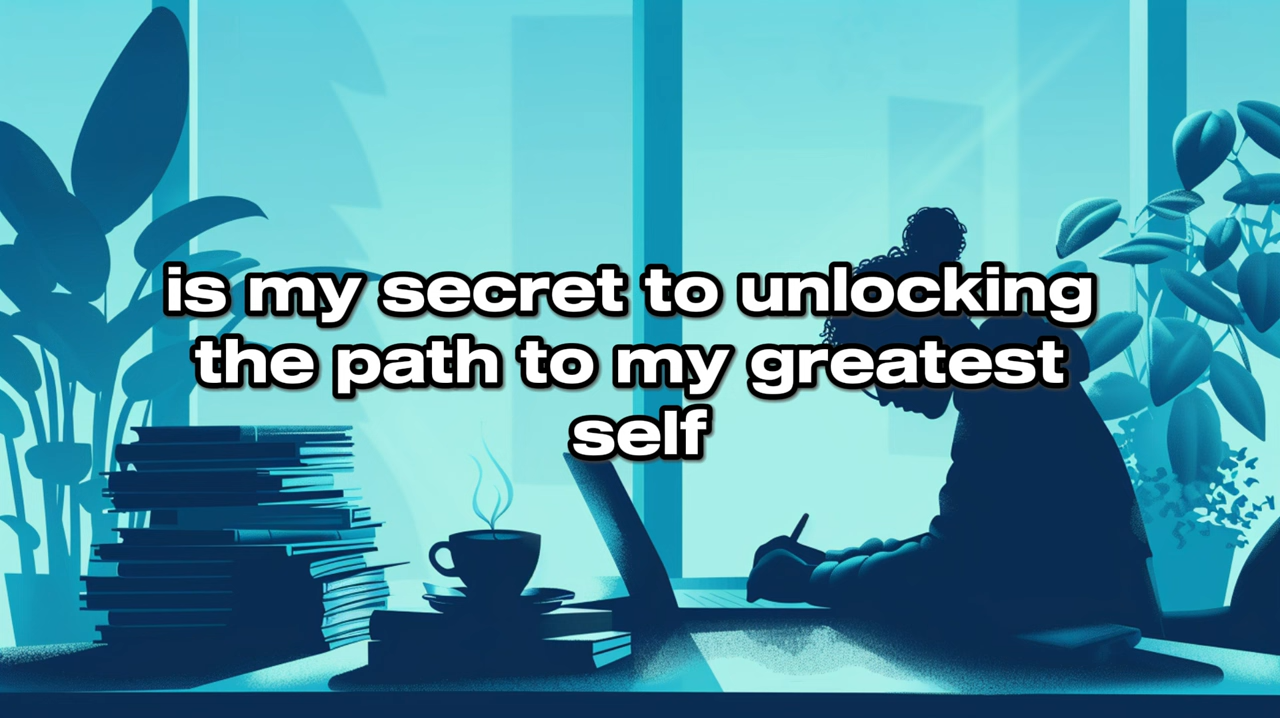 is my secret to unlocking
the path to my greatest
self